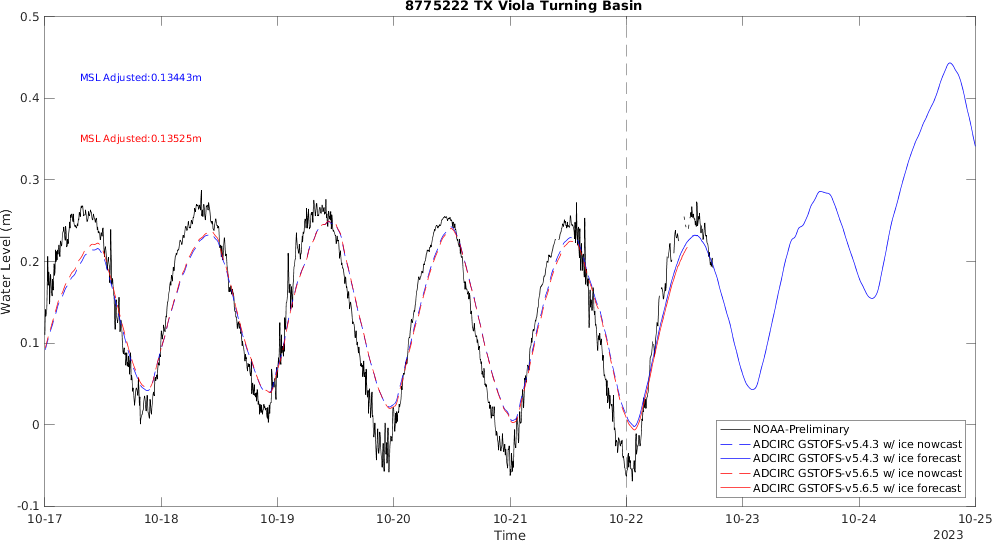 8775222 TX Viola Turning Basin
0.5
MSL Adjusted:0.13443m
0.4
MSL Adjusted:0.13525m
0.3
Water Level (m)
0.2
0.1
0
-0.1
NOAA-Preliminary
ADCIRC GSTOFS-v5.4.3 w/ ice nowcast
ADCIRC GSTOFS-v5.4.3 w/ ice forecast
ADCIRC GSTOFS-v5.6.5 w/ ice nowcast
ADCIRC GSTOFS-v5.6.5 w/ ice forecast
10-17 10-18 10-19 10-20 10-21 10-22 10-23 10-24 10-25
Time
2023